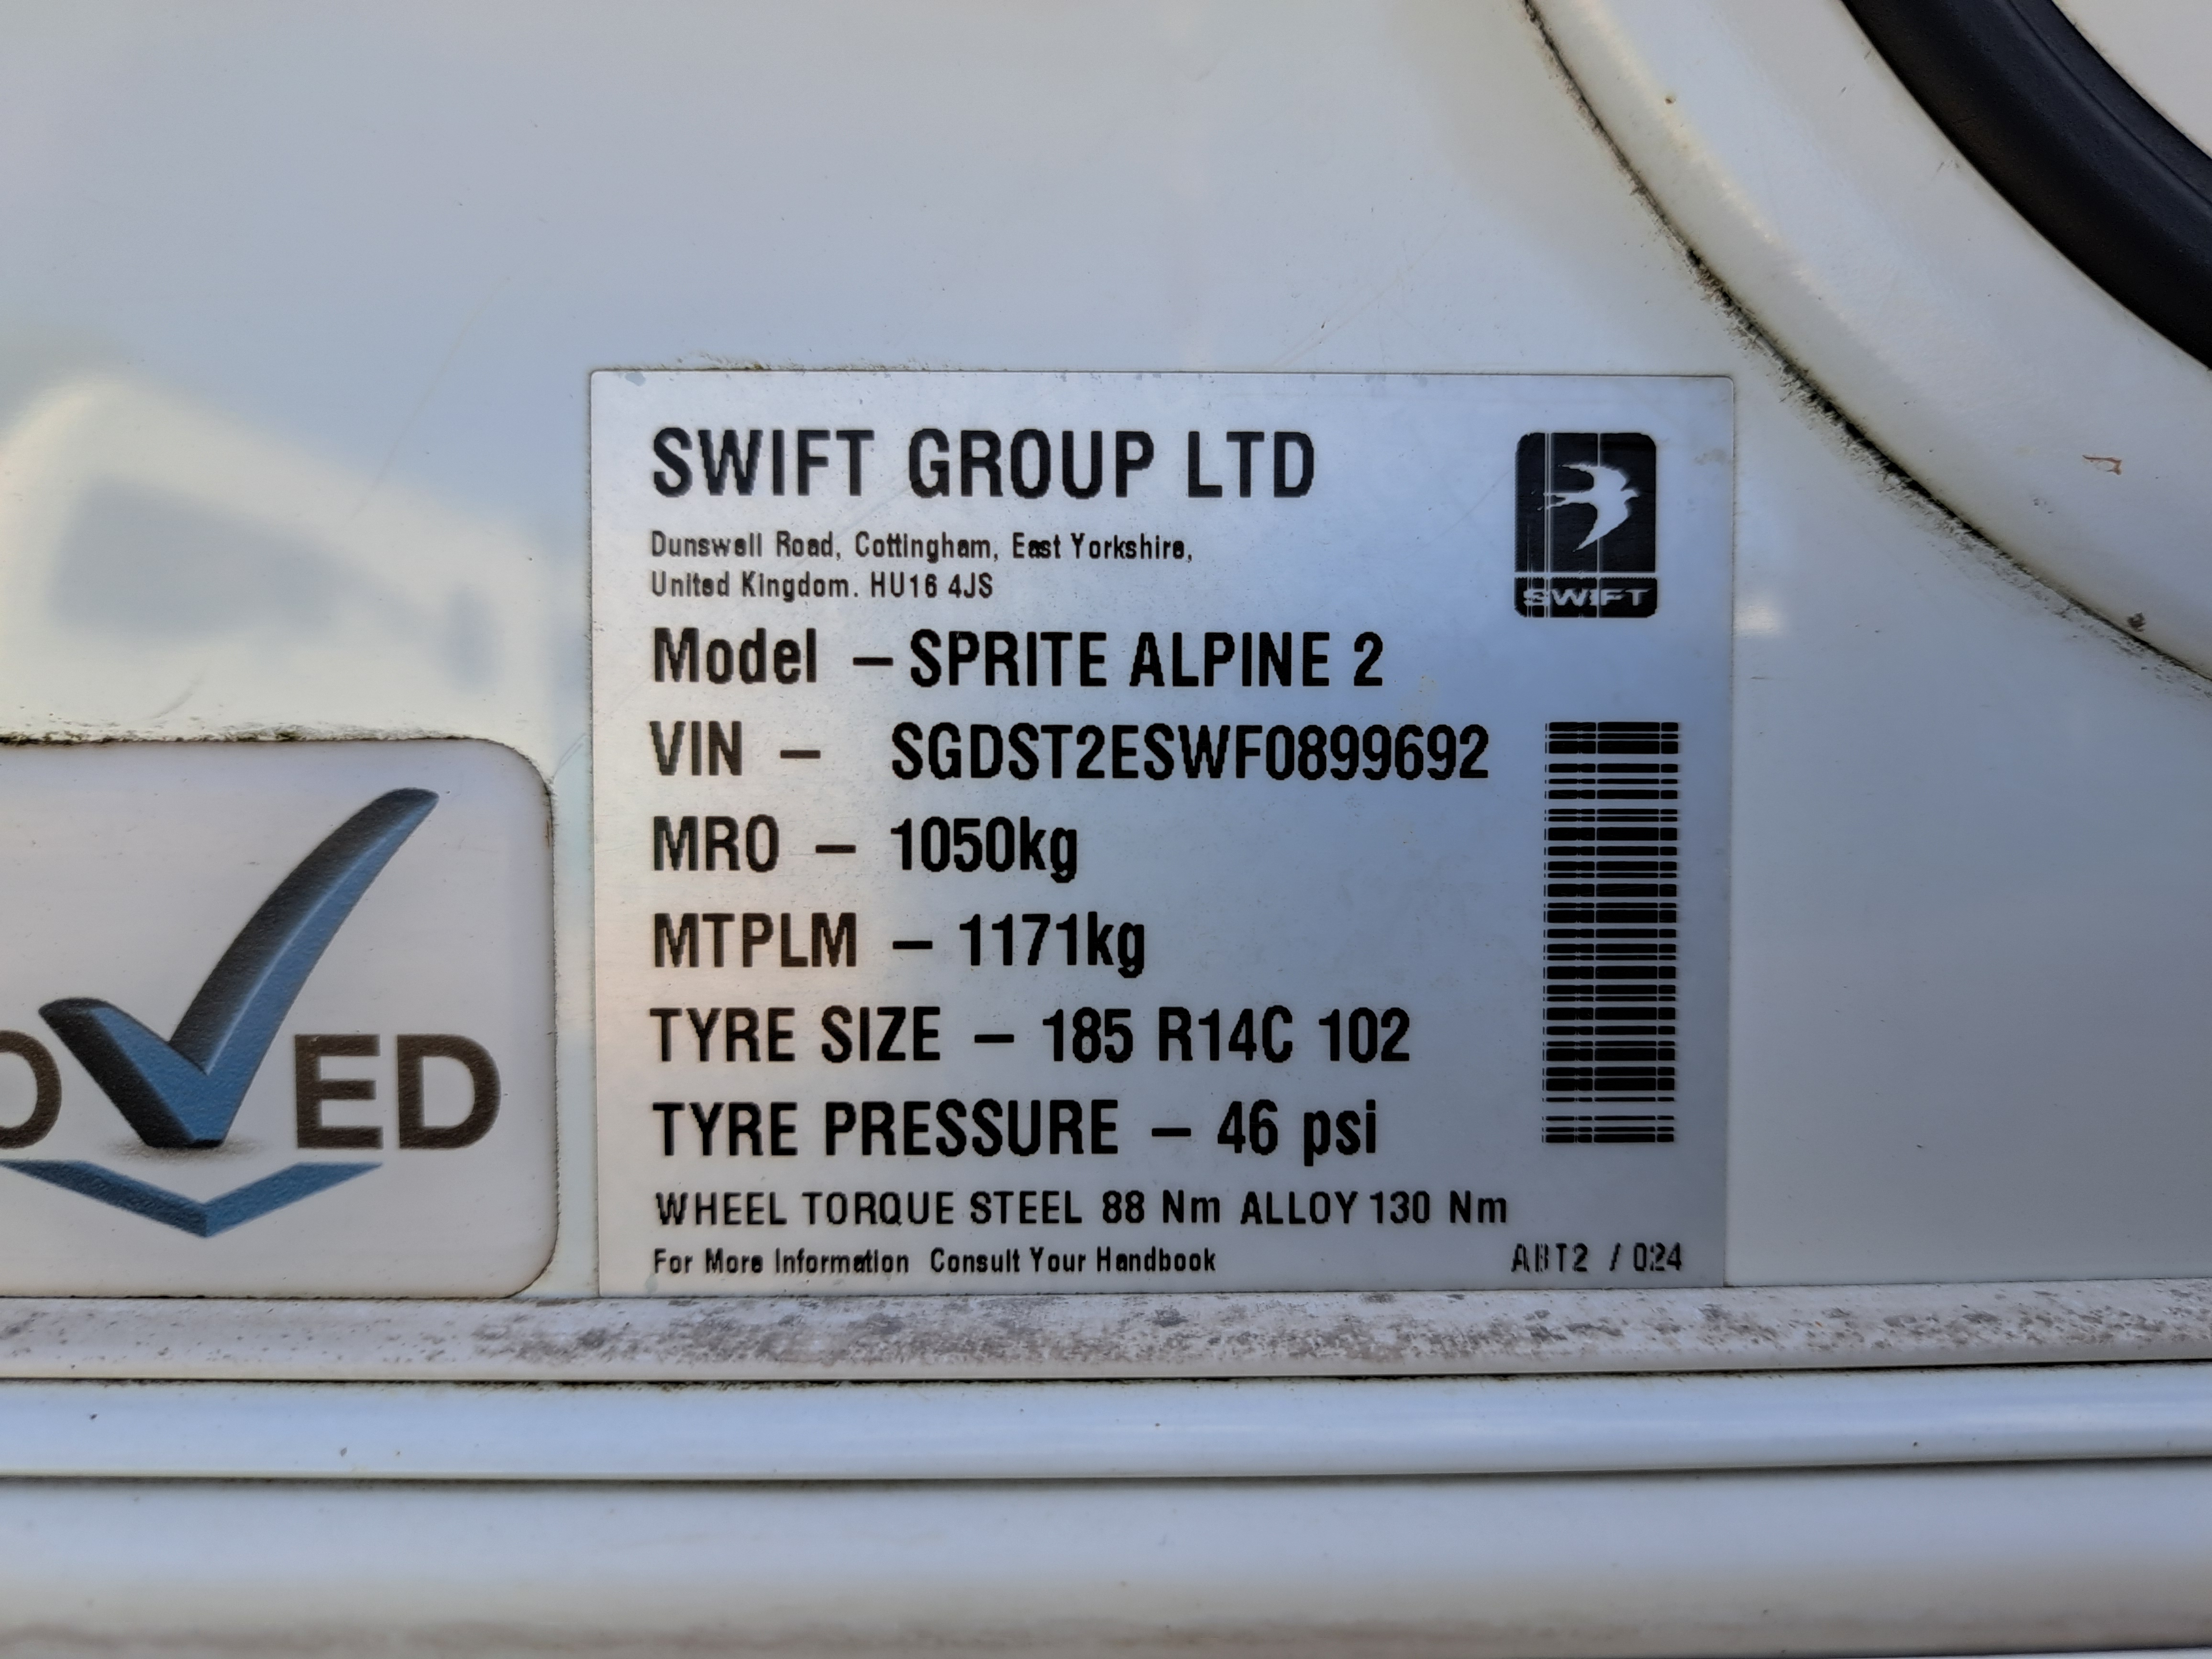 SWIFT GROUP LTD
Dunswell Road, Cottingham, East Yorkshire,
United Kingdom. HU16 4JS
SWIFT
Model – SPRITE ALPINE 2
VIN – SGDST2ESWF0899692
MRO – 1050kg
MTPLM – 1171kg
TYRE SIZE – 185 R14C 102
TYRE PRESSURE – 46 psi
WHEEL TORQUE STEEL 88 Nm ALLOY 130 Nm
For More Information Consult Your Handbook
/ 024